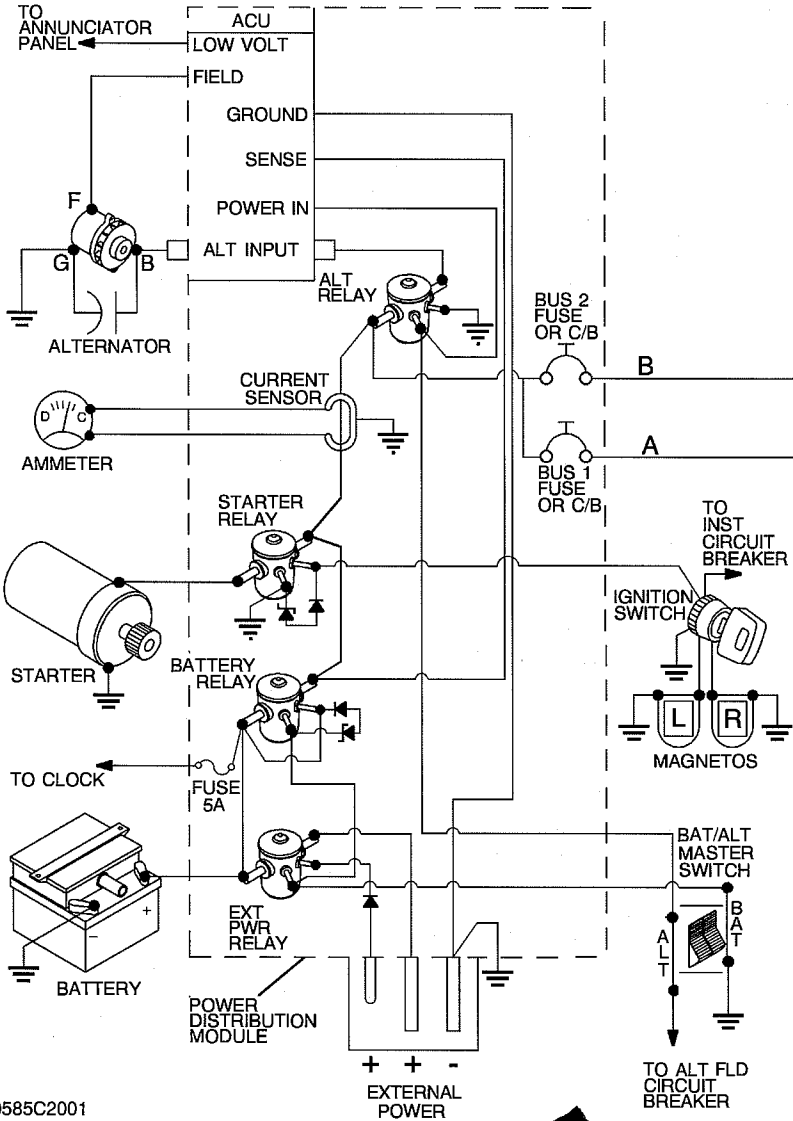 TO
ANNUNCIATOR
PANEL
ACU
LOW VOLT
FIELD
GROUND
SENSE
POWER IN
ALT INPUT
F
G
B
ALTERNATOR
ALT
RELAY
BUS 2
FUSE
OR C/B
B
CURRENT
SENSOR
D
C
AMMETER
A
BUS 1
FUSE
OR C/B
STARTER
RELAY
TO
INST
CIRCUIT
BREAKER
IGNITION
SWITCH
STARTER
BATTERY
RELAY
L
R
MAGNETOS
TO CLOCK
FUSE
5A
BAT/ALT
MASTER
SWITCH
EXT
PWR
RELAY
ALT
BAT
-
+
BATTERY
POWER
DISTRIBUTION
MODULE
+ + -
EXTERNAL
POWER
TO ALT FLD
CIRCUIT
BREAKER
0585C2001